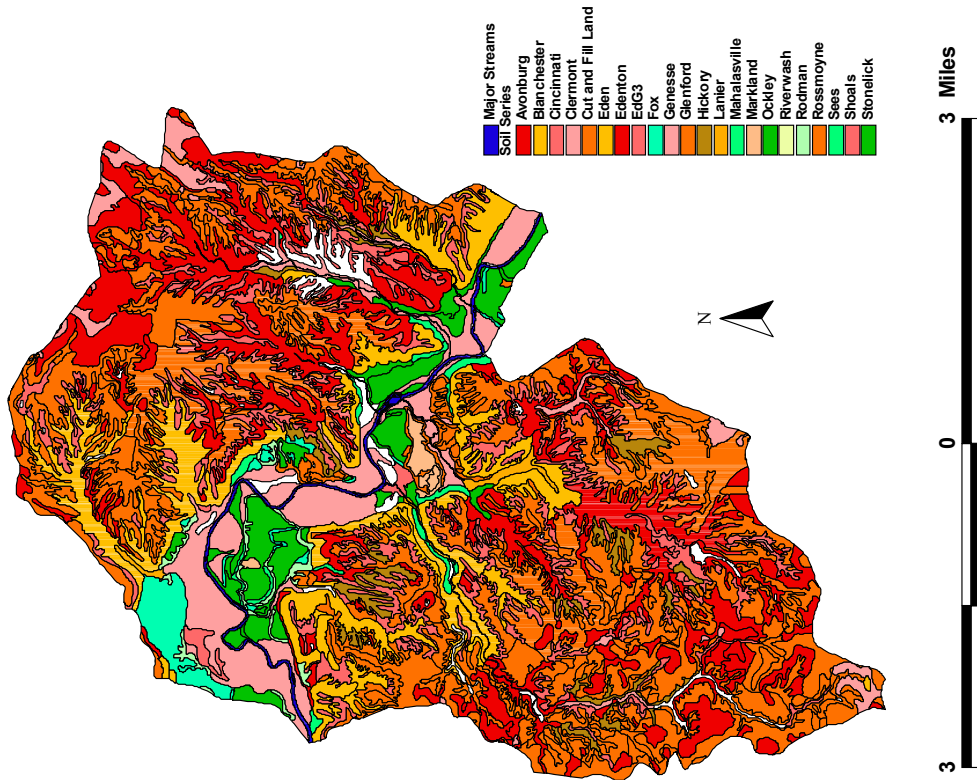 Major Streams
Soil Series
Avonburg
Blanchester
Cincinnati
Clermont
Cut and Fill Land
Eden
Edenton
EdG3
Fox
Genesse
Glenford
Hickory
Lanier
Mahalasville
Markland
Ockley
Riverwash
Rodman
Rossmoyne
Sees
Shoals
Stonelick
N
3 0 3 Miles